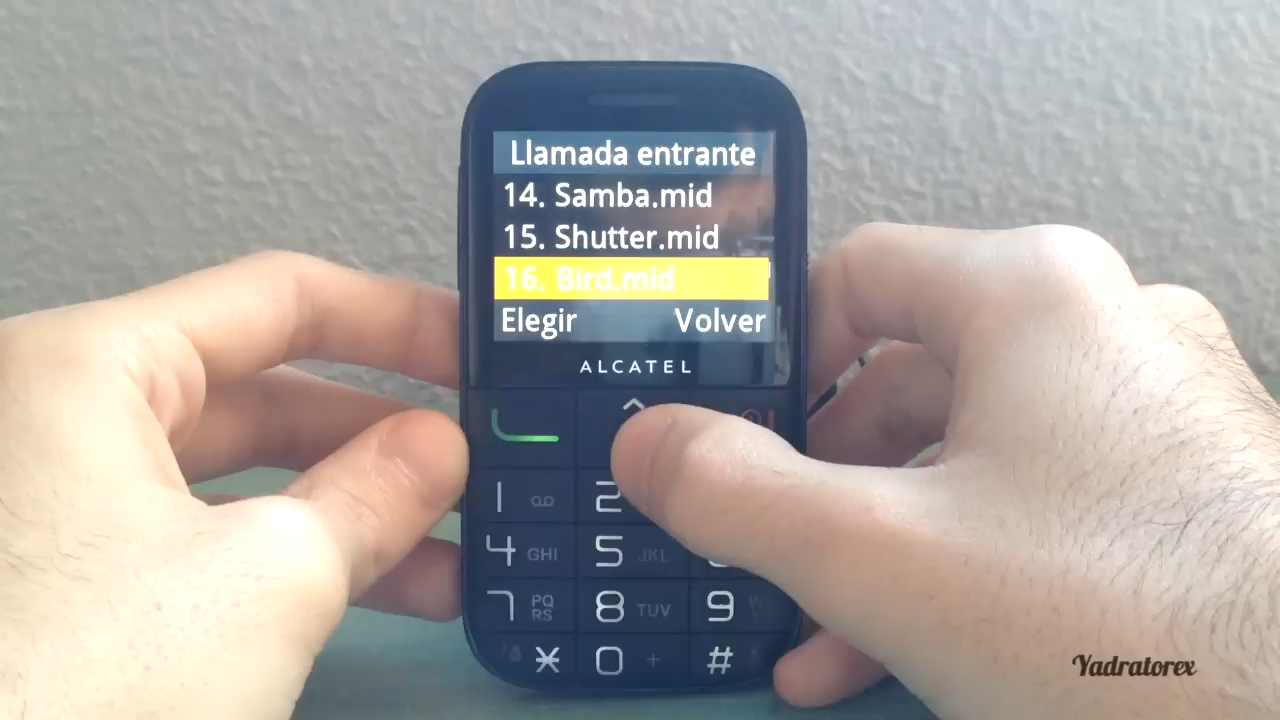 Llamada entrante
14. Samba.mid
15. Shutter.mid
16. Bird.mid
Elegir Volver
ALCATEL
1 2
4 GHI 5 JKL
7 PQRS 8 TUV 9
* 0 + #
Yadratorex